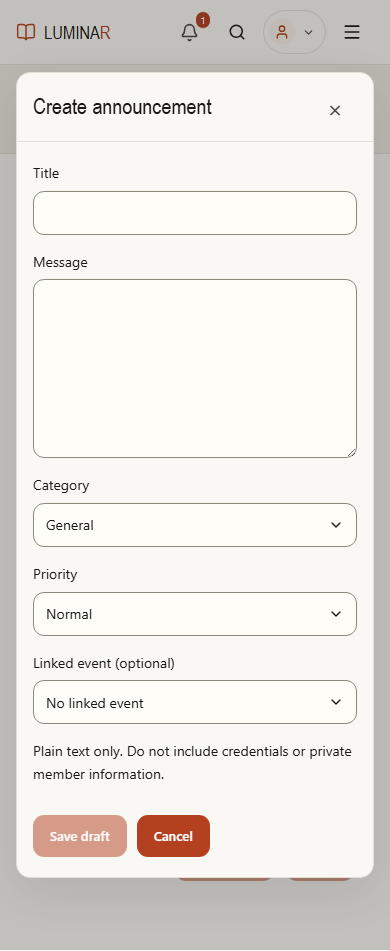 LUMINAR
1
Create announcement
Title
Message
Category
General
Priority
Normal
Linked event (optional)
No linked event
Plain text only. Do not include credentials or private
member information.
Save draft
Cancel